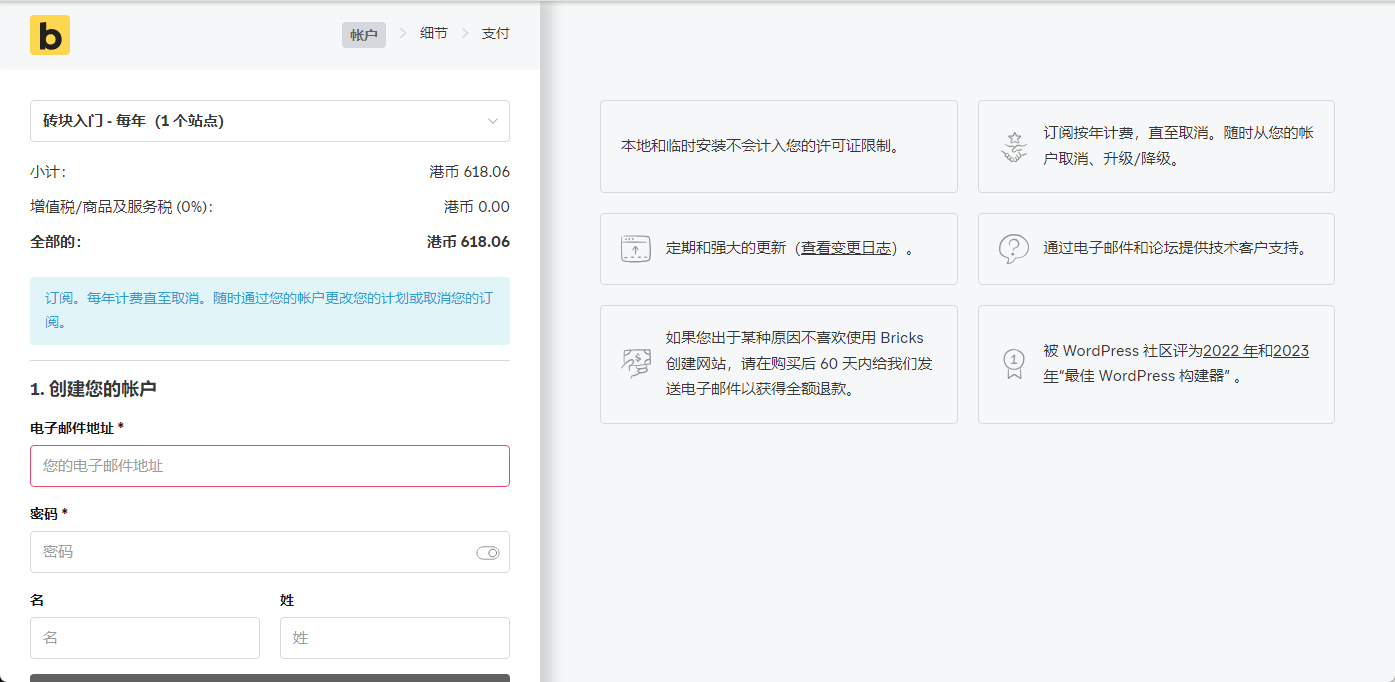 b
帐户 细节 支付
砖块入门 - 每年（1 个站点）
小计： 港币 618.06
增值税/商品及服务税 (0%)： 港币 0.00
全部的： 港币 618.06
订阅。每年计费直至取消。随时通过您的帐户更改您的计划或取消您的订
阅。
1. 创建您的帐户
电子邮件地址 *
您的电子邮件地址
密码 *
密码
名 姓
名 姓
本地和临时安装不会计入您的许可证限制。
订阅按年计费，直至取消。随时从您的帐
户取消、升级/降级。
定期和强大的更新（查看变更日志）。
通过电子邮件和论坛提供技术客户支持。
如果您出于某种原因不喜欢使用 Bricks
创建网站，请在购买后 60 天内给我们发
送电子邮件以获得全额退款。
被 WordPress 社区评为2022 年和2023
年“最佳 WordPress 构建器” 。